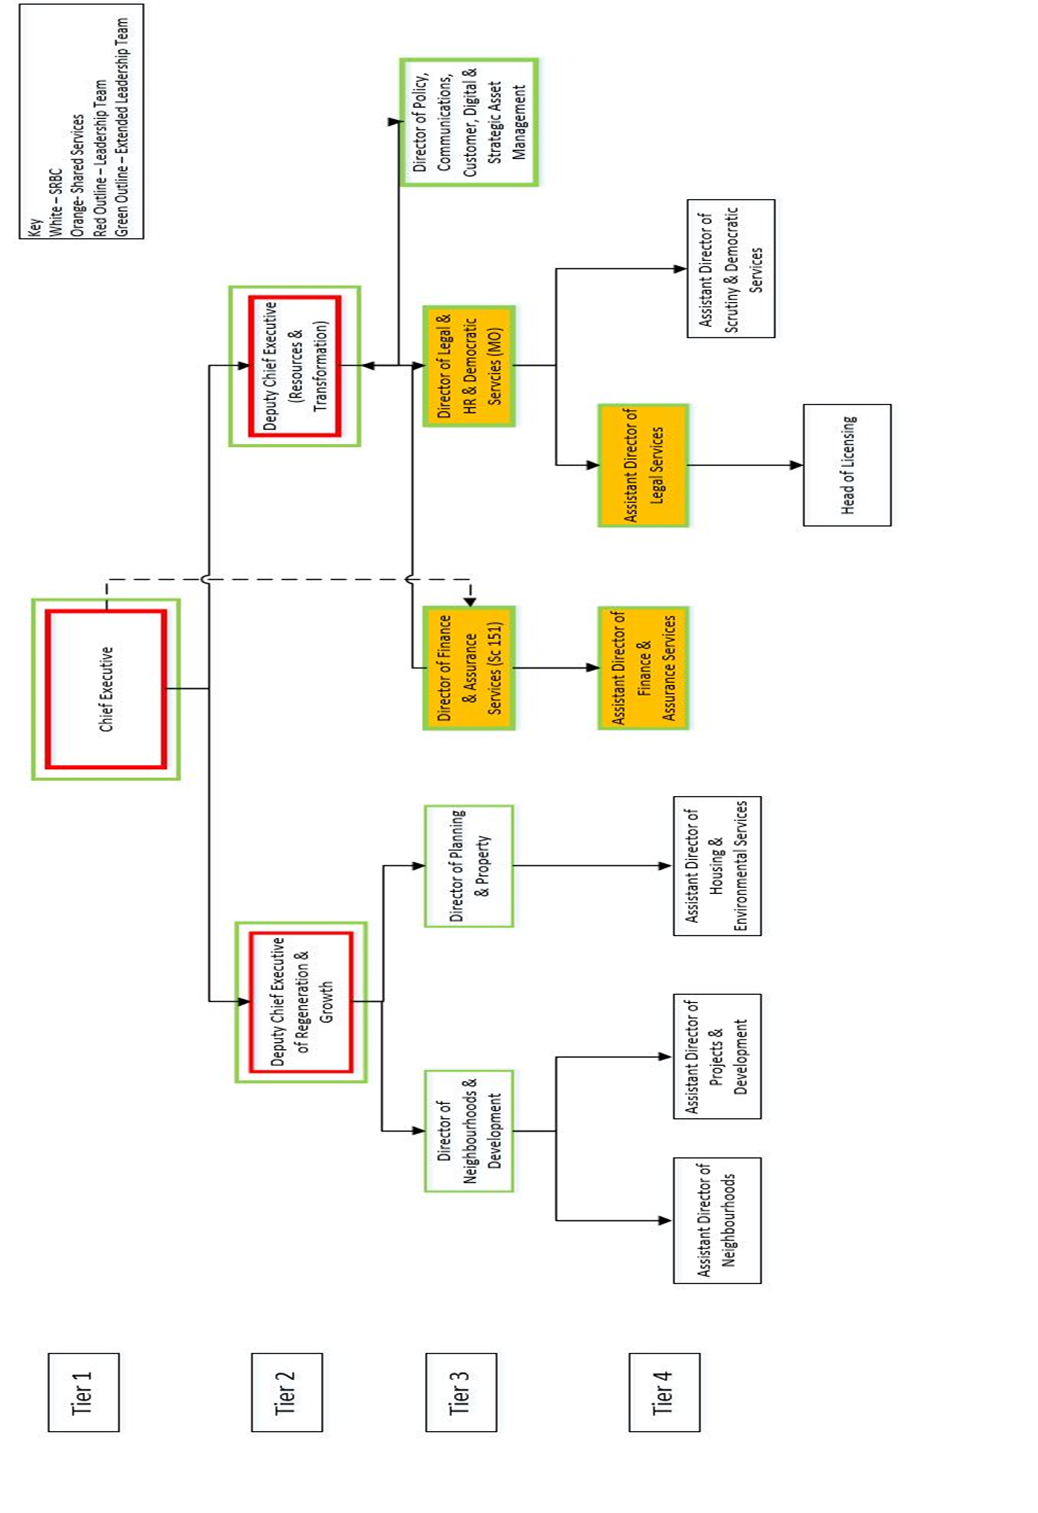 Key
White – SRBC
Orange- Shared Services
Red Outline – Leadership Team
Green Outline – Extended Leadership Team
Tier 1
Chief Executive
Tier 2
Deputy Chief Executive
of Regeneration &
Growth
Deputy Chief Executive
(Resources &
Transformation)
Tier 3
Director of
Neighbourhoods &
Development
Director of Planning
& Property
Director of Finance
& Assurance
Services (Sc 151)
Director of Legal &
HR & Democratic
Servcies (MO)
Director of Policy,
Communications,
Customer, Digital &
Strategic Asset
Management
Tier 4
Assistant Director of
Neighbourhoods
Assistant Director of
Projects &
Development
Assistant Director of
Housing &
Environmental Services
Assistant Director of
Finance &
Assurance Services
Assistant Director of
Legal Services
Assistant Director of
Scrutiny & Democratic
Services
Head of Licensing